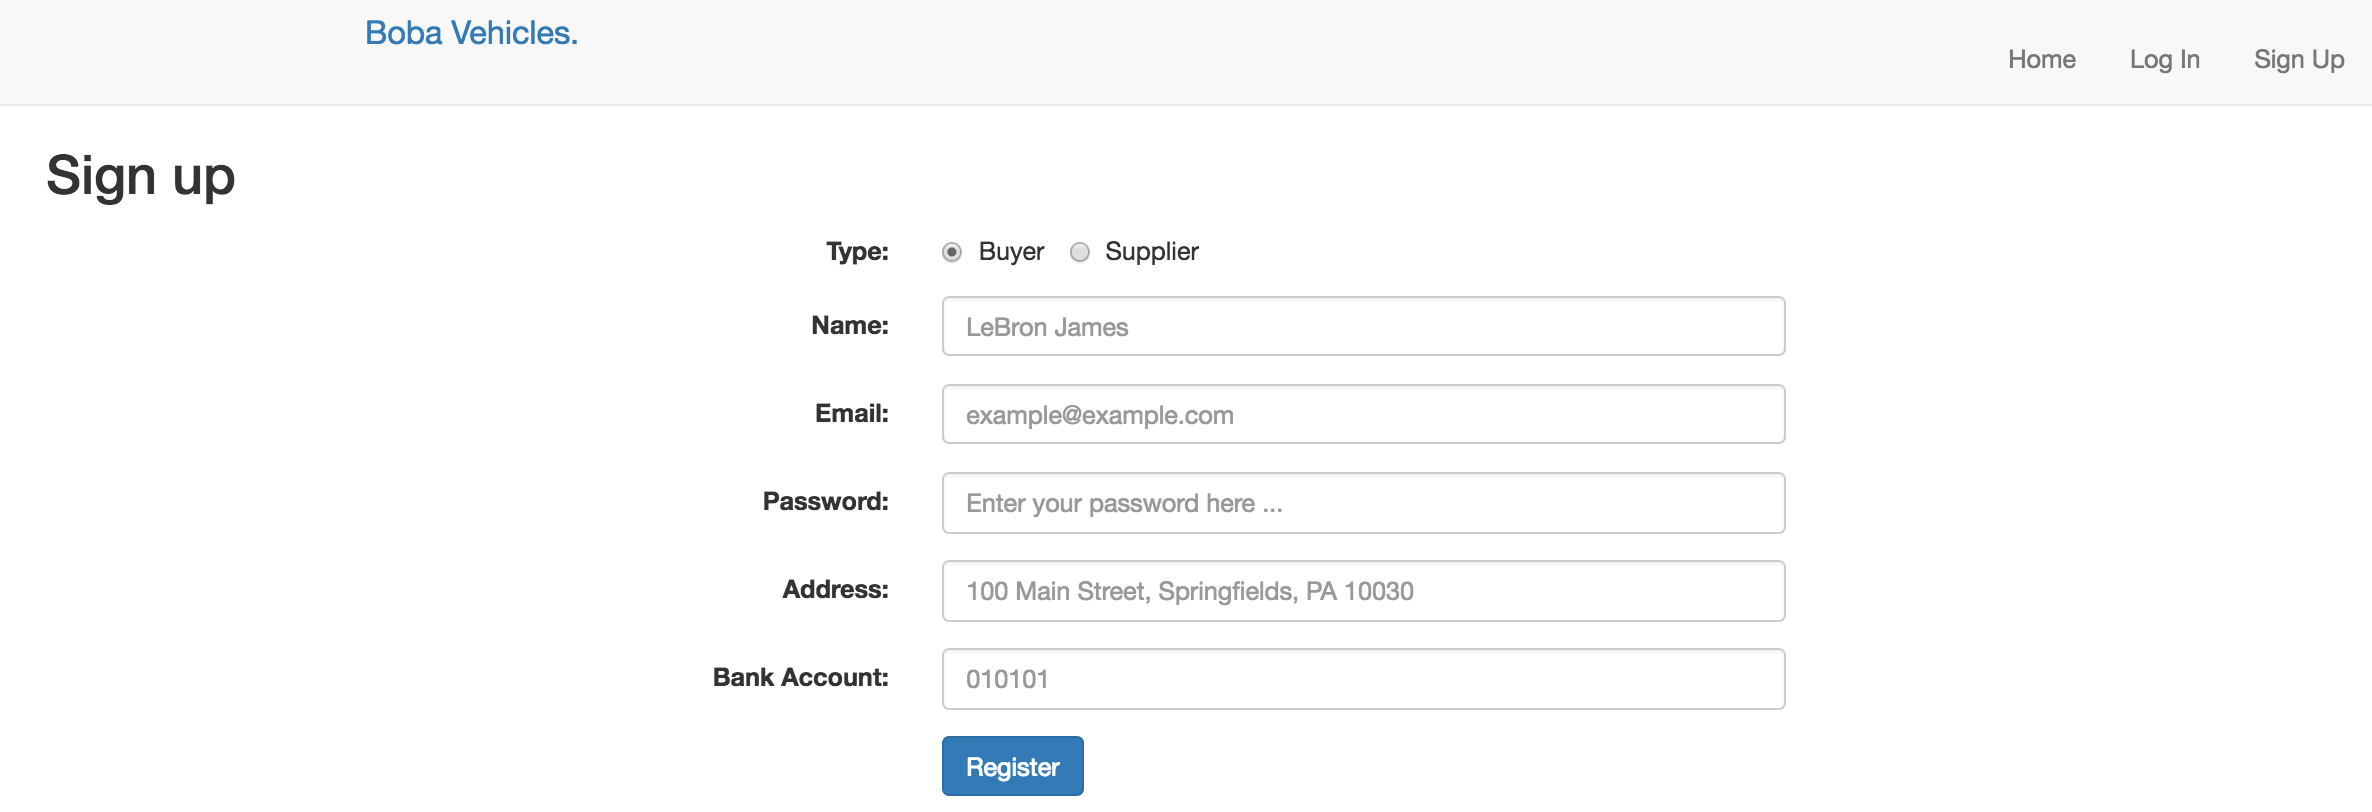 Boba Vehicles.
Home Log In Sign Up
Sign up
Type: Buyer Supplier
Name: LeBron James
Email: example@example.com
Password: Enter your password here ...
Address: 100 Main Street, Springfields, PA 10030
Bank Account: 010101
Register